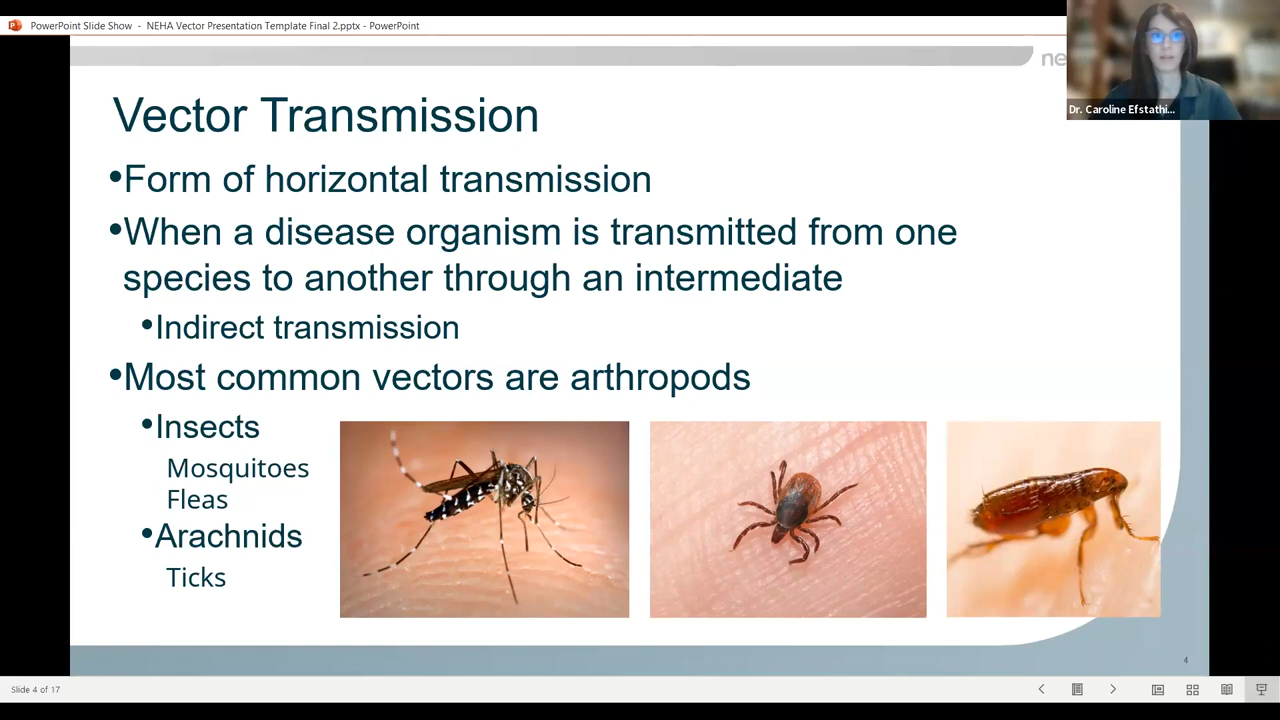 PowerPoint Slide Show - NEHA Vector Presentation Template Final 2.pptx - PowerPoint
ne
Dr. Caroline Efstathi...
Vector Transmission
•Form of horizontal transmission
•When a disease organism is transmitted from one
species to another through an intermediate
•Indirect transmission
•Most common vectors are arthropods
•Insects
Mosquitoes
Fleas
•Arachnids
Ticks
4
Slide 4 of 17